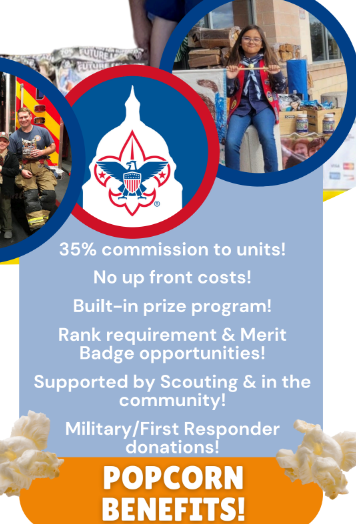 35% commission to units!
No up front costs!
Built-in prize program!
Rank requirement & Merit
Badge opportunities!
Supported by Scouting & in the
community!
Military/First Responder
donations!
POPCORN
BENEFITS!